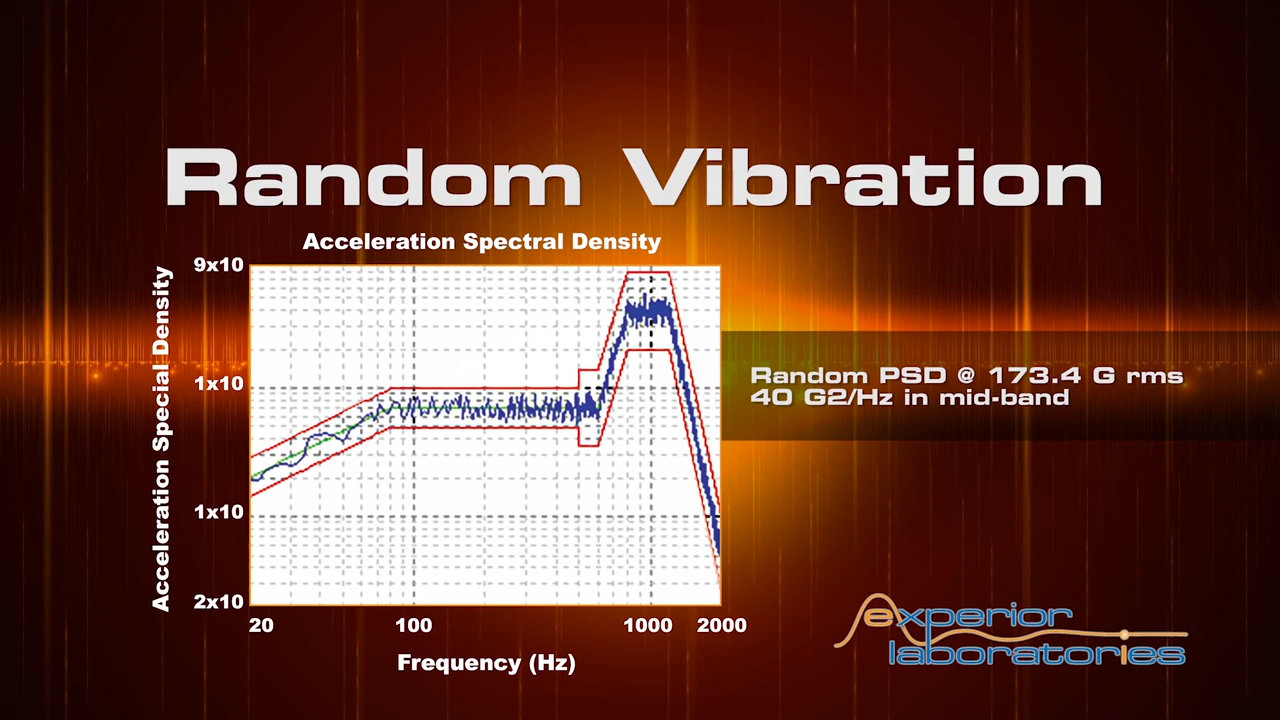 Random Vibration
Acceleration Spectral Density
Acceleration Special Density
9x10
1x10
1x10
2x10
20 100 1000 2000
Frequency (Hz)
Random PSD @ 173.4 G rms
40 G2/Hz in mid-band
experior
laboratories